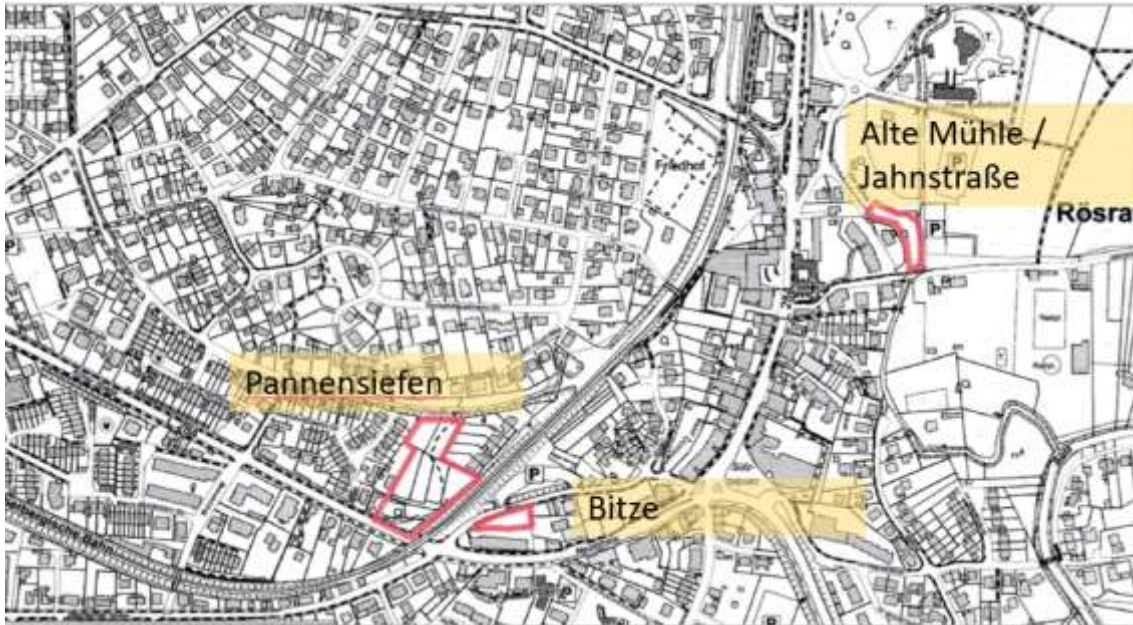 Alte Mühle /
Jahnstraße
Friedhof
P
P
Rösra
Pannensiefen
P
Bitze
P